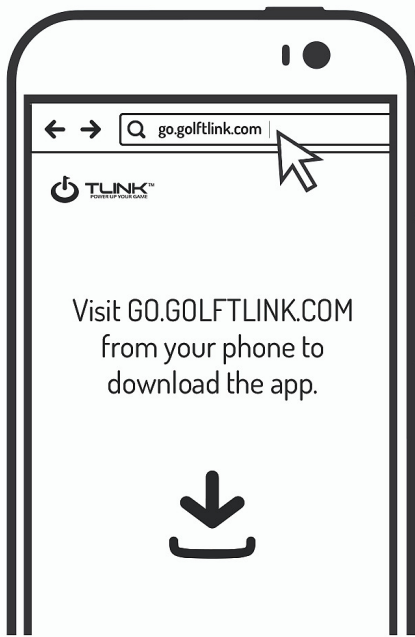 go.golftlink.com
TLINK™
POWER UP YOUR GAME
Visit GO.GOLFTLINK.COM
from your phone to
download the app.